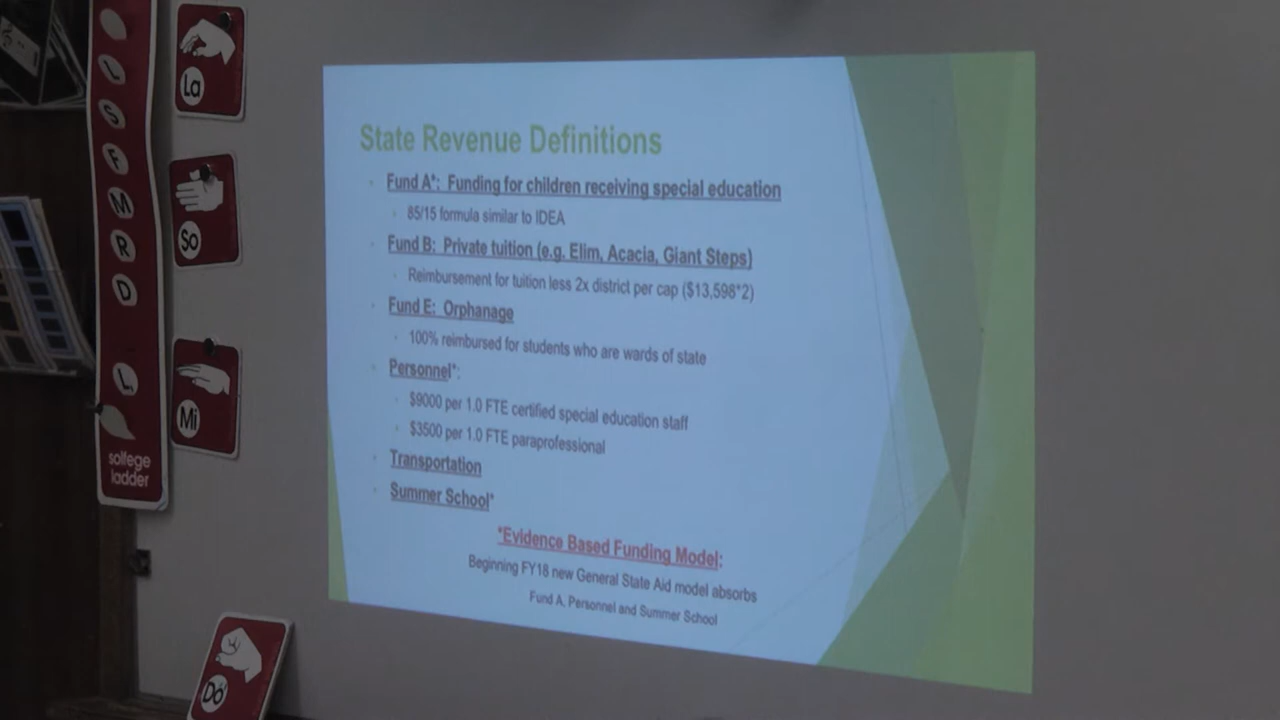 State Revenue Definitions
Fund A*: Funding for children receiving special education
85/15 formula similar to IDEA
Fund B: Private tuition (e.g. Elim, Acacia, Giant Steps)
Reimbursement for tuition less 2x district per cap ($13,598*2)
Fund E: Orphanage
100% reimbursed for students who are wards of state
Personnel*:
$9000 per 1.0 FTE certified special education staff
$3500 per 1.0 FTE paraprofessional
Transportation
Summer School*
*Evidence Based Funding Model:
Beginning FY18 new General State Aid model absorbs
Fund A, Personnel and Summer School
L
S
F
M
R
D
L
solfege
ladder
La
So
Mi
Do